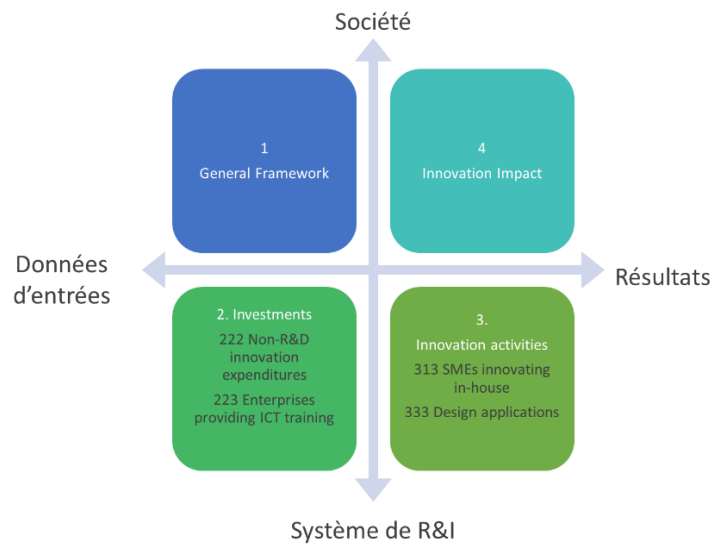 Société
1
General Framework
4
Innovation Impact
Données
d’entrées
Résultats
2. Investments
222 Non-R&D
innovation
expenditures
223 Enterprises
providing ICT training
3.
Innovation activities
313 SMEs innovating
in-house
333 Design applications
Système de R&I